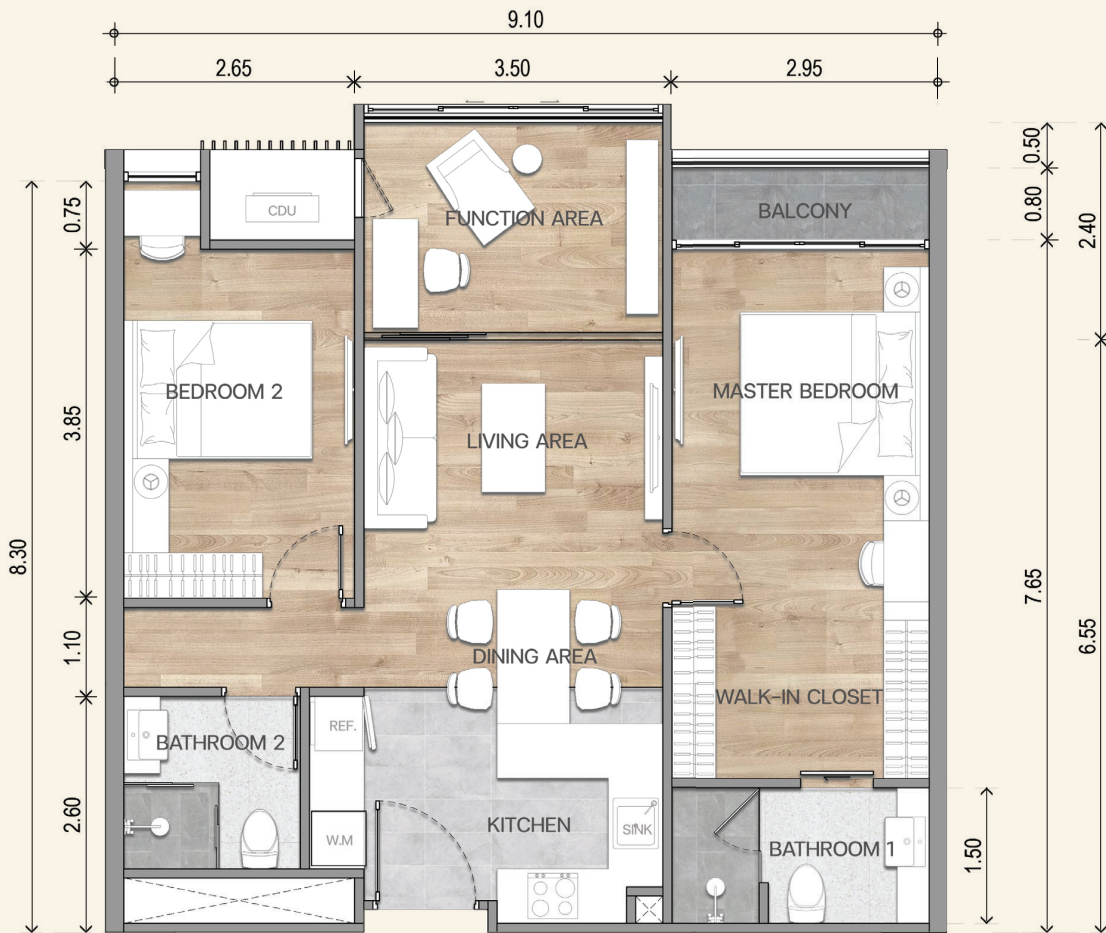 9.10
2.65
3.50
2.95
0.50
0.75
CDU
FUNCTION AREA
BALCONY
0.80
2.40
BEDROOM 2
MASTER BEDROOM
3.85
LIVING AREA
8.30
7.65
6.55
1.10
DINING AREA
WALK-IN CLOSET
REF.
BATHROOM 2
2.60
KITCHEN
SINK
W.M
BATHROOM 1
1.50